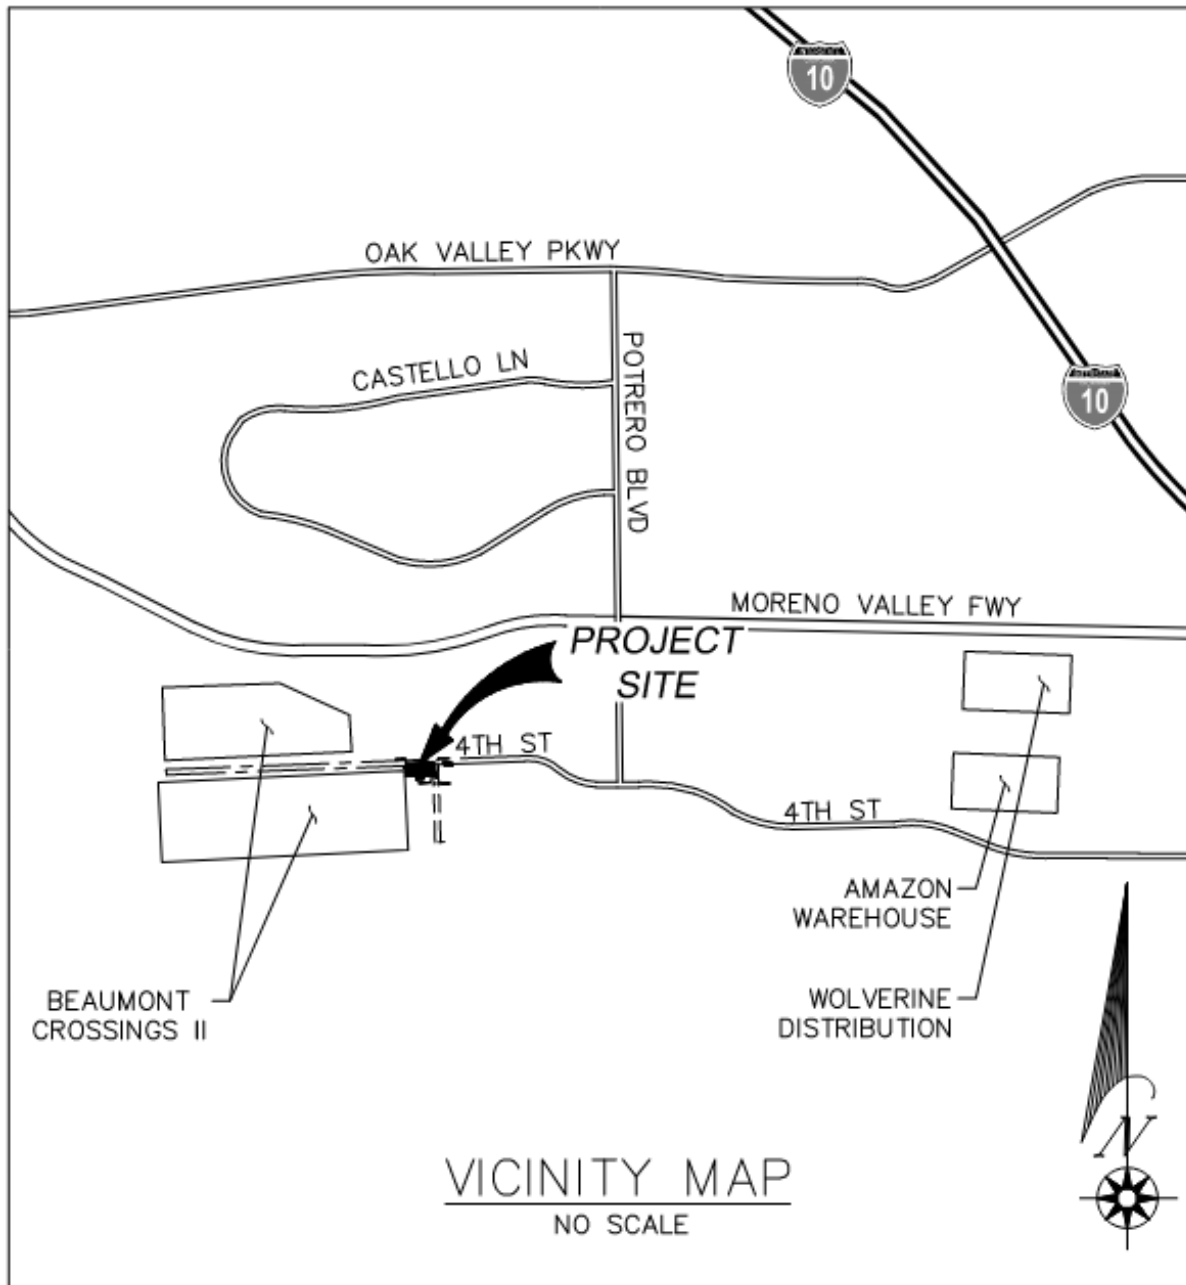 10
OAK VALLEY PKWY
CASTELLO LN
POTRERO BLVD
10
MORENO VALLEY FWY
PROJECT
SITE
4TH ST
4TH ST
AMAZON
WAREHOUSE
BEAUMONT
CROSSINGS II
WOLVERINE
DISTRIBUTION
N
VICINITY MAP
NO SCALE